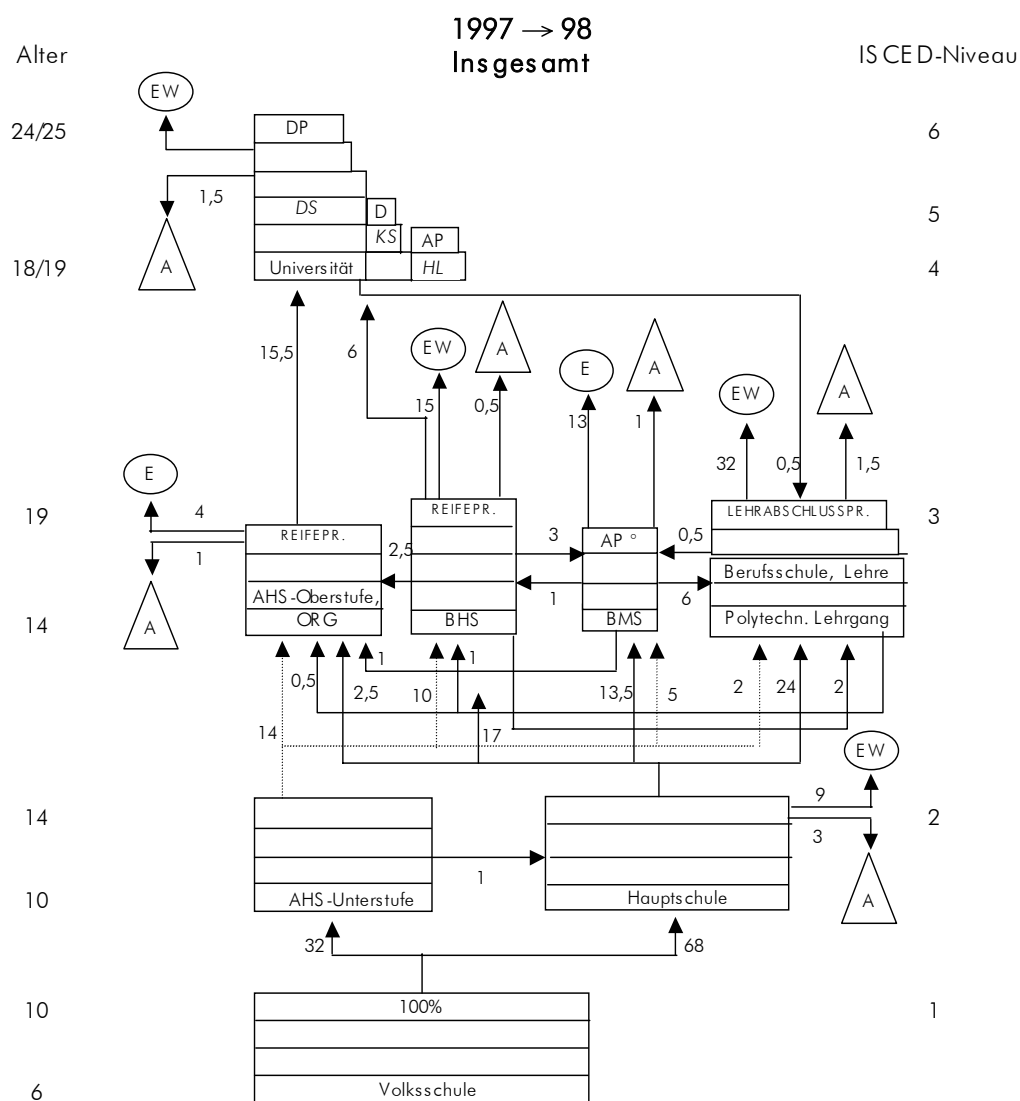 1997 → 98
Insgesamt
Alter
ISCED-Niveau
EW
24/25
DP
6
1,5
A
DS
D
5
KS
AP
18/19
Universität
HL
4
15,5
6
EW
A
E
A
EW
A
15
0,5
13
1
32
0,5
1,5
E
4
1
A
19
REIFEPR.
REIFEPR.
LEHRABSCHLUSSPR.
3
2,5
3
AP °
0,5
1
6
AHS-Oberstufe,
ORG
BHS
BMS
Berufsschule, Lehre
Polytechn. Lehrgang
14
0,5
2,5
1
10
1
13,5
5
2
24
2
14
17
EW
9
3
A
14
2
1
10
AHS-Unterstufe
Hauptschule
32
68
10
100%
1
6
Volksschule